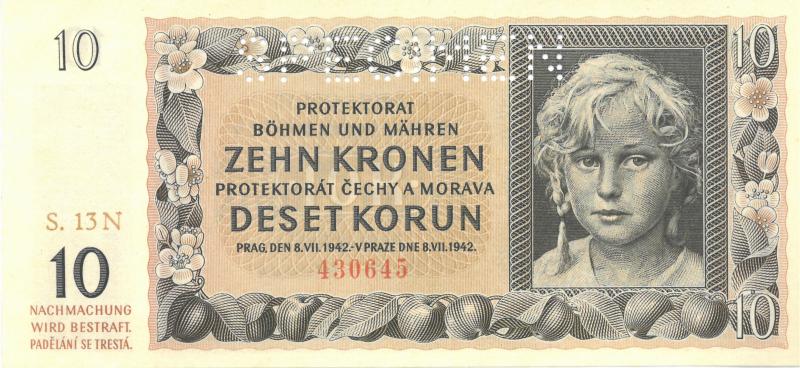 10
SPECIMEN
10
PROTEKTORAT
BÖHMEN UND MÄHREN
ZEHN KRONEN
PROTEKTORÁT ČECHY A MORAVA
DESET KORUN
PRAG, DEN 8.VII.1942.-V PRAZE DNE 8.VII.1942.
430645
S. 13 N
10
NACHMACHUNG
WIRD BESTRAFT.
PADĚLÁNÍ SE TRESTÁ.
10